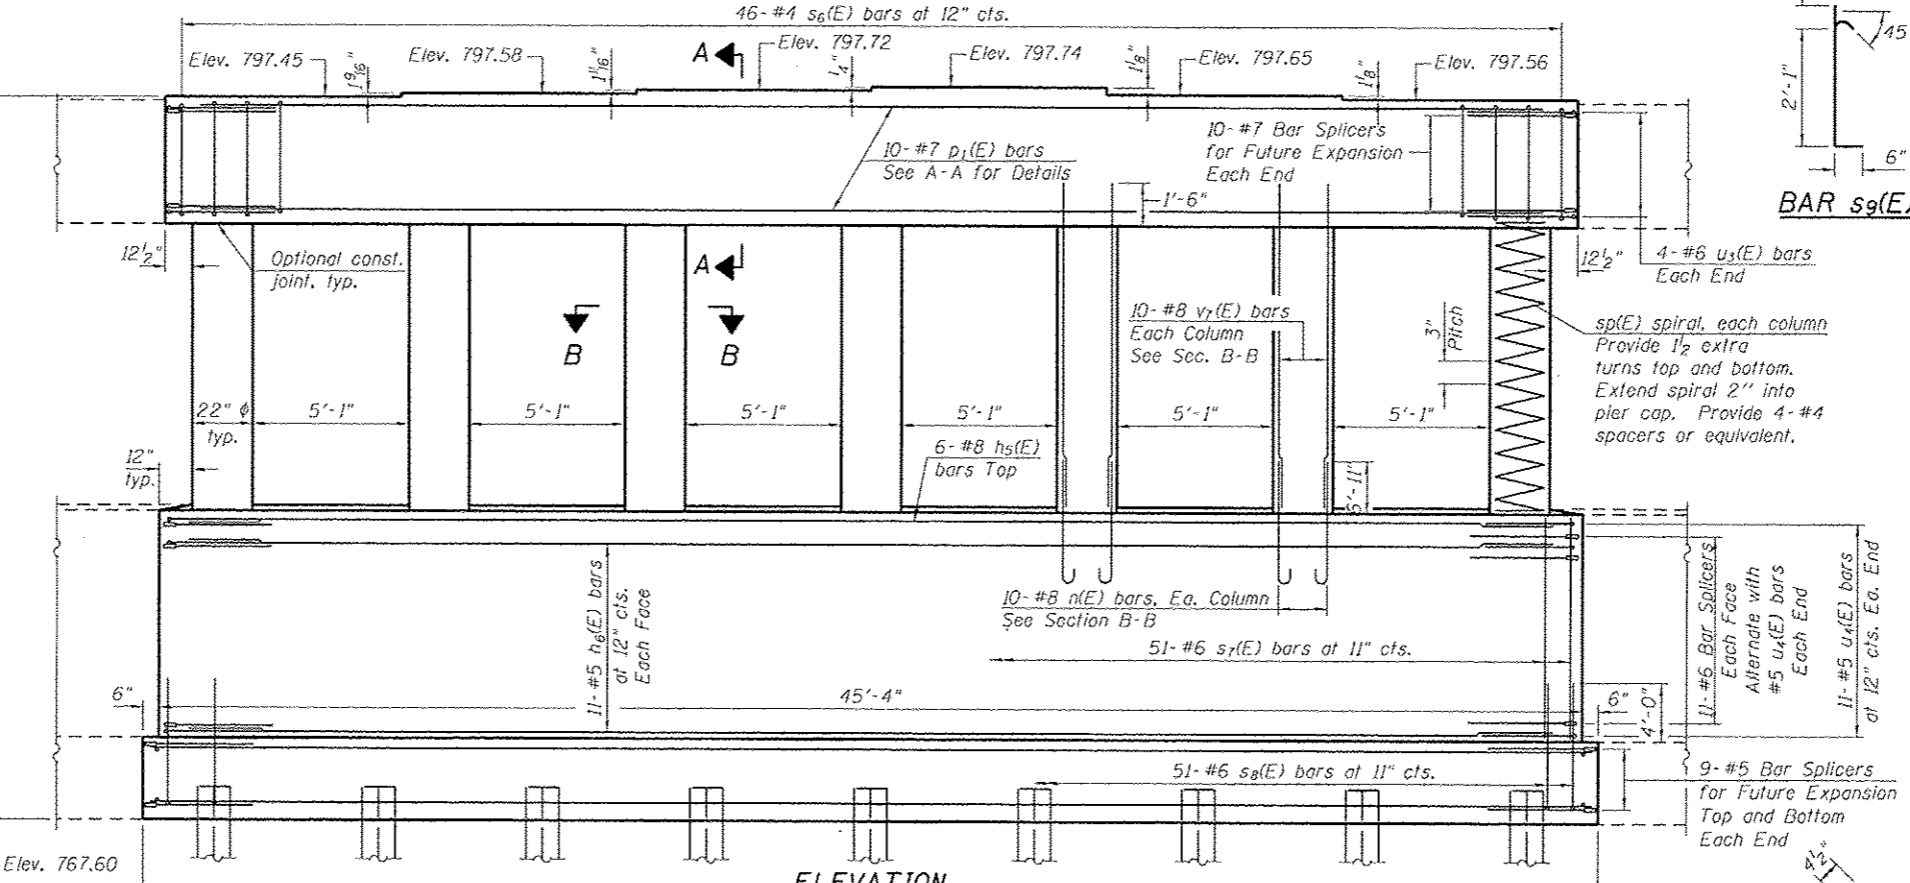 46-#4 s6(E) bars at 12" cts.
Elev. 797.45
1 9/16"
Elev. 797.58
1 11/16"
A
Elev. 797.72
1/4"
Elev. 797.74
1 1/8"
Elev. 797.65
1 1/8"
Elev. 797.56
45
2'-1"
6"
BAR s9(E)
10-#7 p1(E) bars
See A-A for Details
10-#7 Bar Splicers
for Future Expansion
Each End
1'-6"
12 1/2"
Optional const.
joint, typ.
A
12 1/2"
4-#6 u3(E) bars
Each End
B
B
10-#8 v7(E) bars
Each Column
See Sec. B-B
3"
Pitch
sp(E) spiral, each column
Provide 1 1/2 extra
turns top and bottom.
Extend spiral 2" into
pier cap. Provide 4-#4
spacers or equivalent.
22" ϕ
typ.
5'-1"
5'-1"
5'-1"
5'-1"
5'-1"
5'-1"
12"
typ.
6-#8 h5(E)
bars Top
5'-11"
11-#5 h6(E) bars
at 12" cts.
Each Face
10-#8 n(E) bars, Ea. Column
See Section B-B
51-#6 s7(E) bars at 11" cts.
11-#6 Bar Splicers
Each Face
Alternate with
#5 u4(E) bars
Each End
11-#5 u4(E) bars
at 12" cts. Ea. End
6"
45'-4"
6"
4'-0"
51-#6 s8(E) bars at 11" cts.
9-#5 Bar Splicers
for Future Expansion
Top and Bottom
Each End
Elev. 767.60
ELEVATION
4 1/2"